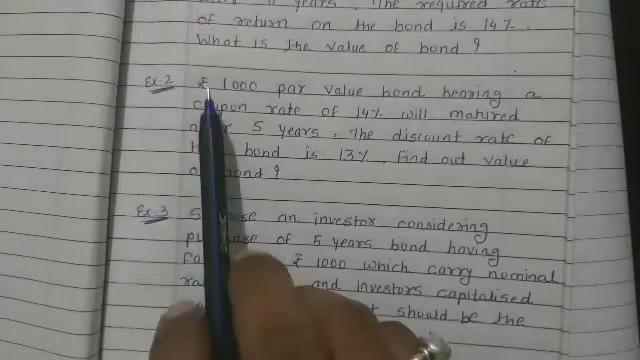 years. The required rate
of return on the bond is 14%.
What is the value of bond?
Ex-2 ₹ 1000 par value bond bearing a
rate of 14% will matured
5 years. The discount rate of
bond is 13%. Find out value
bond?
Ex-3 an investor considering
of 5 years bond having
₹ 1000 which carry nominal
and investors capitalised
should be the